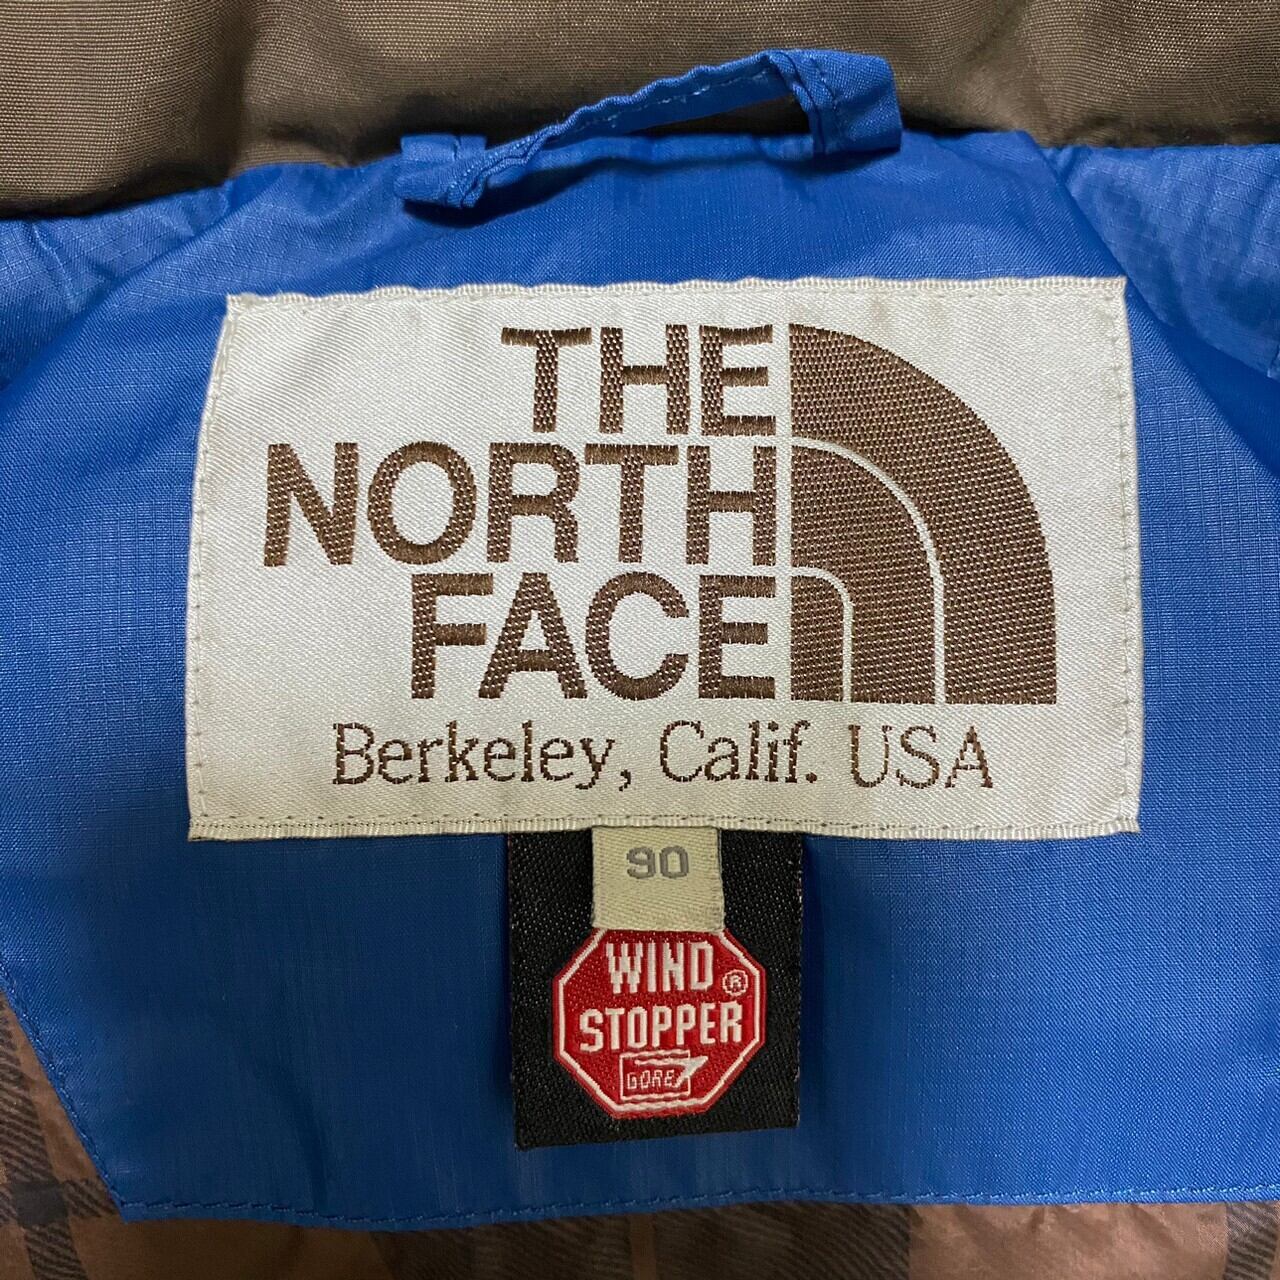 THE
NORTH
FACE
Berkeley, Calif. USA
90
WIND
STOPPER®
GORE